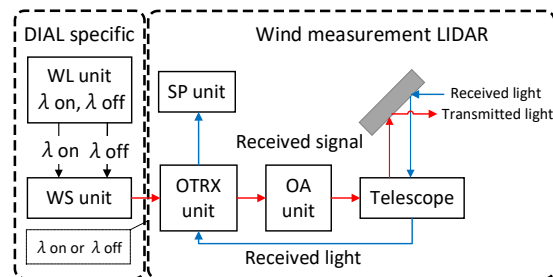 DIAL specific
WL unit
λ on, λ off
λ on
λ off
WS unit
λ on or λ off
Wind measurement LIDAR
SP unit
Received signal
OTRX
unit
OA
unit
Telescope
Received light
Received light
Transmitted light